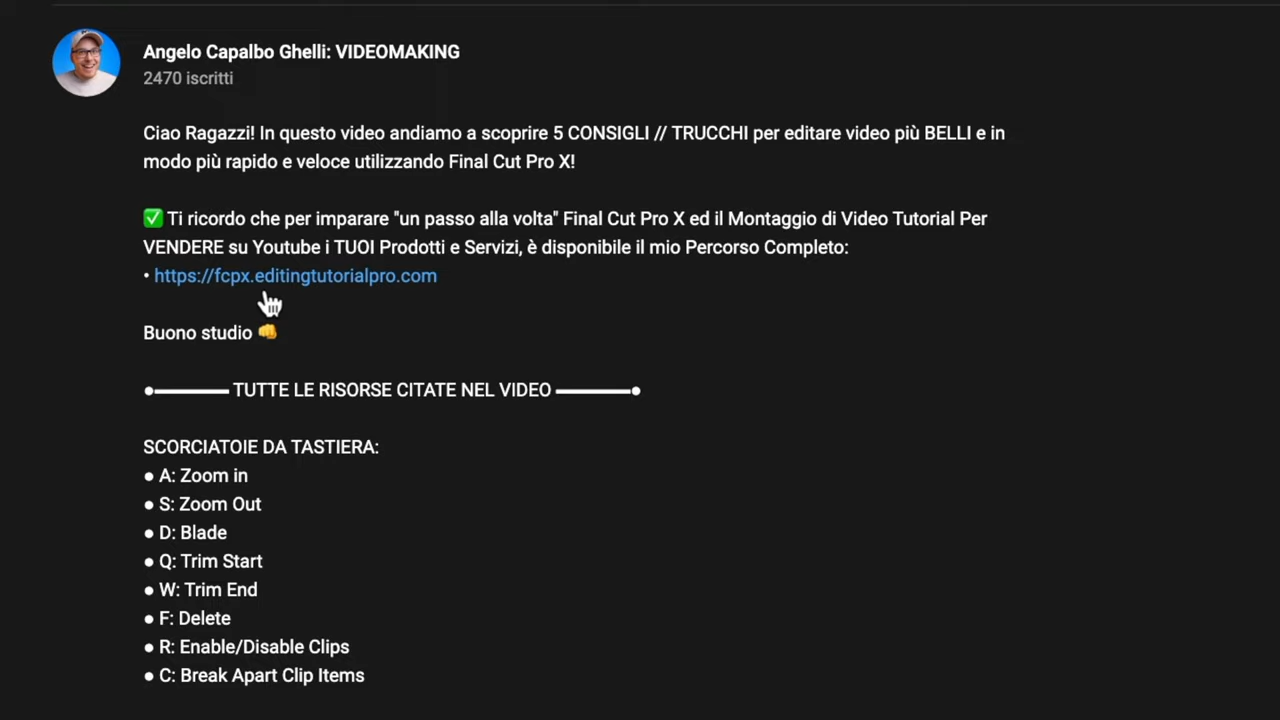 Angelo Capalbo Ghelli: VIDEOMAKING
2470 iscritti
Ciao Ragazzi! In questo video andiamo a scoprire 5 CONSIGLI // TRUCCHI per editare video più BELLI e in
modo più rapido e veloce utilizzando Final Cut Pro X!
✅ Ti ricordo che per imparare "un passo alla volta" Final Cut Pro X ed il Montaggio di Video Tutorial Per
VENDERE su Youtube i TUOI Prodotti e Servizi, è disponibile il mio Percorso Completo:
• https://fcpx.editingtutorialpro.com
Buono studio 👊
●▬▬▬▬▬ TUTTE LE RISORSE CITATE NEL VIDEO ▬▬▬▬▬●
SCORCIATOIE DA TASTIERA:
● A: Zoom in
● S: Zoom Out
● D: Blade
● Q: Trim Start
● W: Trim End
● F: Delete
● R: Enable/Disable Clips
● C: Break Apart Clip Items